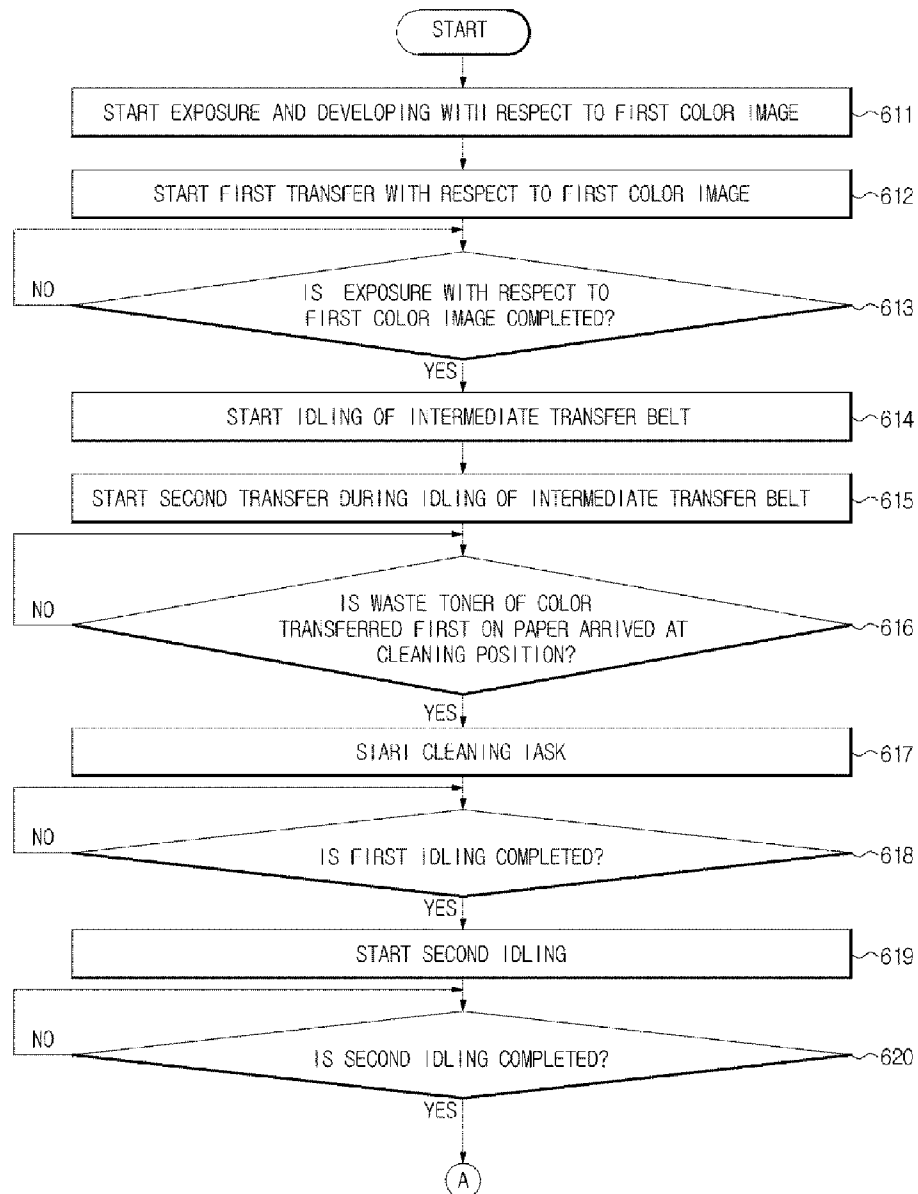 START
START EXPOSURE AND DEVELOPING WITH RESPECT TO FIRST COLOR IMAGE
611
START FIRST TRANSFER WITH RESPECT TO FIRST COLOR IMAGE
612
NO
IS EXPOSURE WITH RESPECT TO
FIRST COLOR IMAGE COMPLETED?
613
YES
START IDLING OF INTERMEDIATE TRANSFER BELT
614
START SECOND TRANSFER DURING IDLING OF INTERMEDIATE TRANSFER BELT
615
NO
IS WASTE TONER OF COLOR
TRANSFERRED FIRST ON PAPER ARRIVED AT
CLEANING POSITION?
616
YES
SIARI CLEANING IASK
617
NO
IS FIRST IDLING COMPLETED?
618
YES
START SECOND IDLING
619
NO
IS SECOND IDLING COMPLETED?
620
YES
A